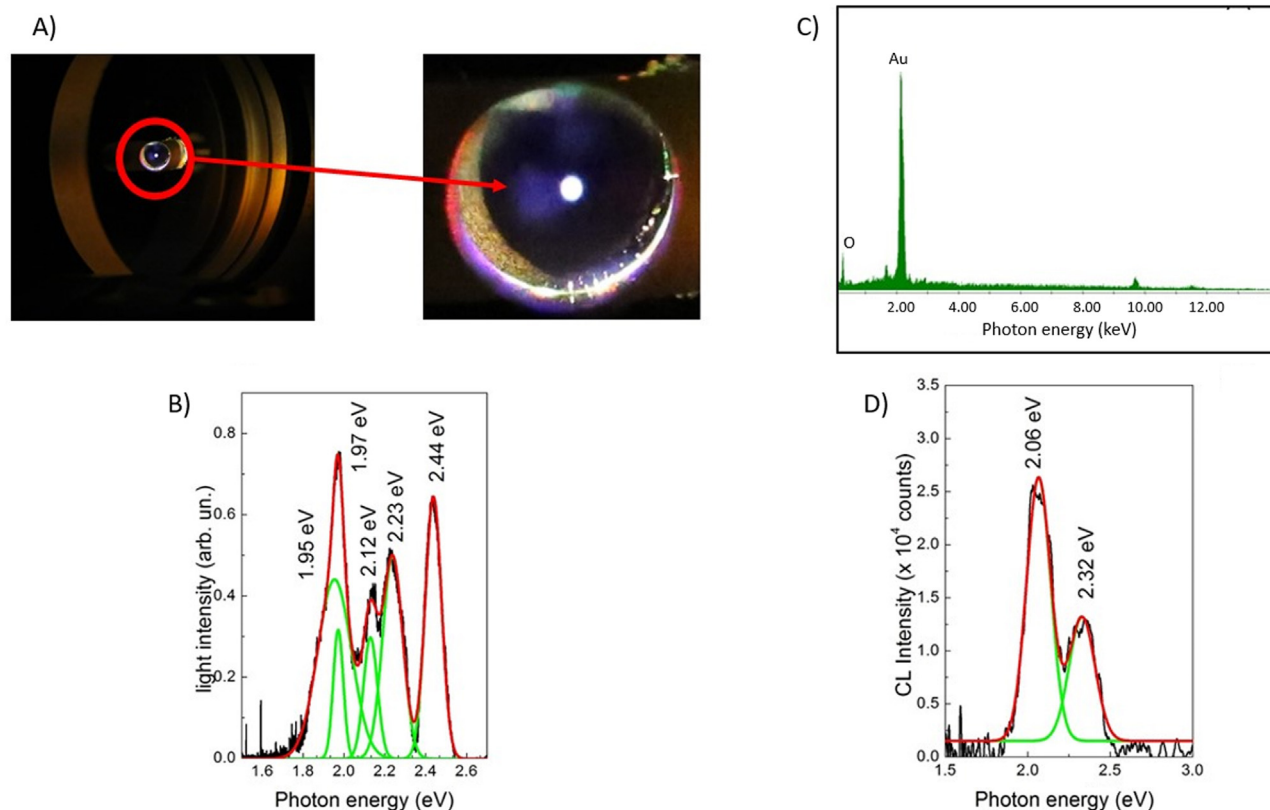 A)
C)
Au
O
2.00 4.00 6.00 8.00 10.00 12.00
Photon energy (keV)
B)
light intensity (arb. un.)
0.8
0.6
0.4
0.2
0.0
1.95 eV
1.97 eV
2.12 eV
2.23 eV
2.44 eV
1.6 1.8 2.0 2.2 2.4 2.6
Photon energy (eV)
D)
CL Intensity (x 10⁴ counts)
3.5
3.0
2.5
2.0
1.5
1.0
0.5
0.0
2.06 eV
2.32 eV
1.5 2.0 2.5 3.0
Photon energy (eV)